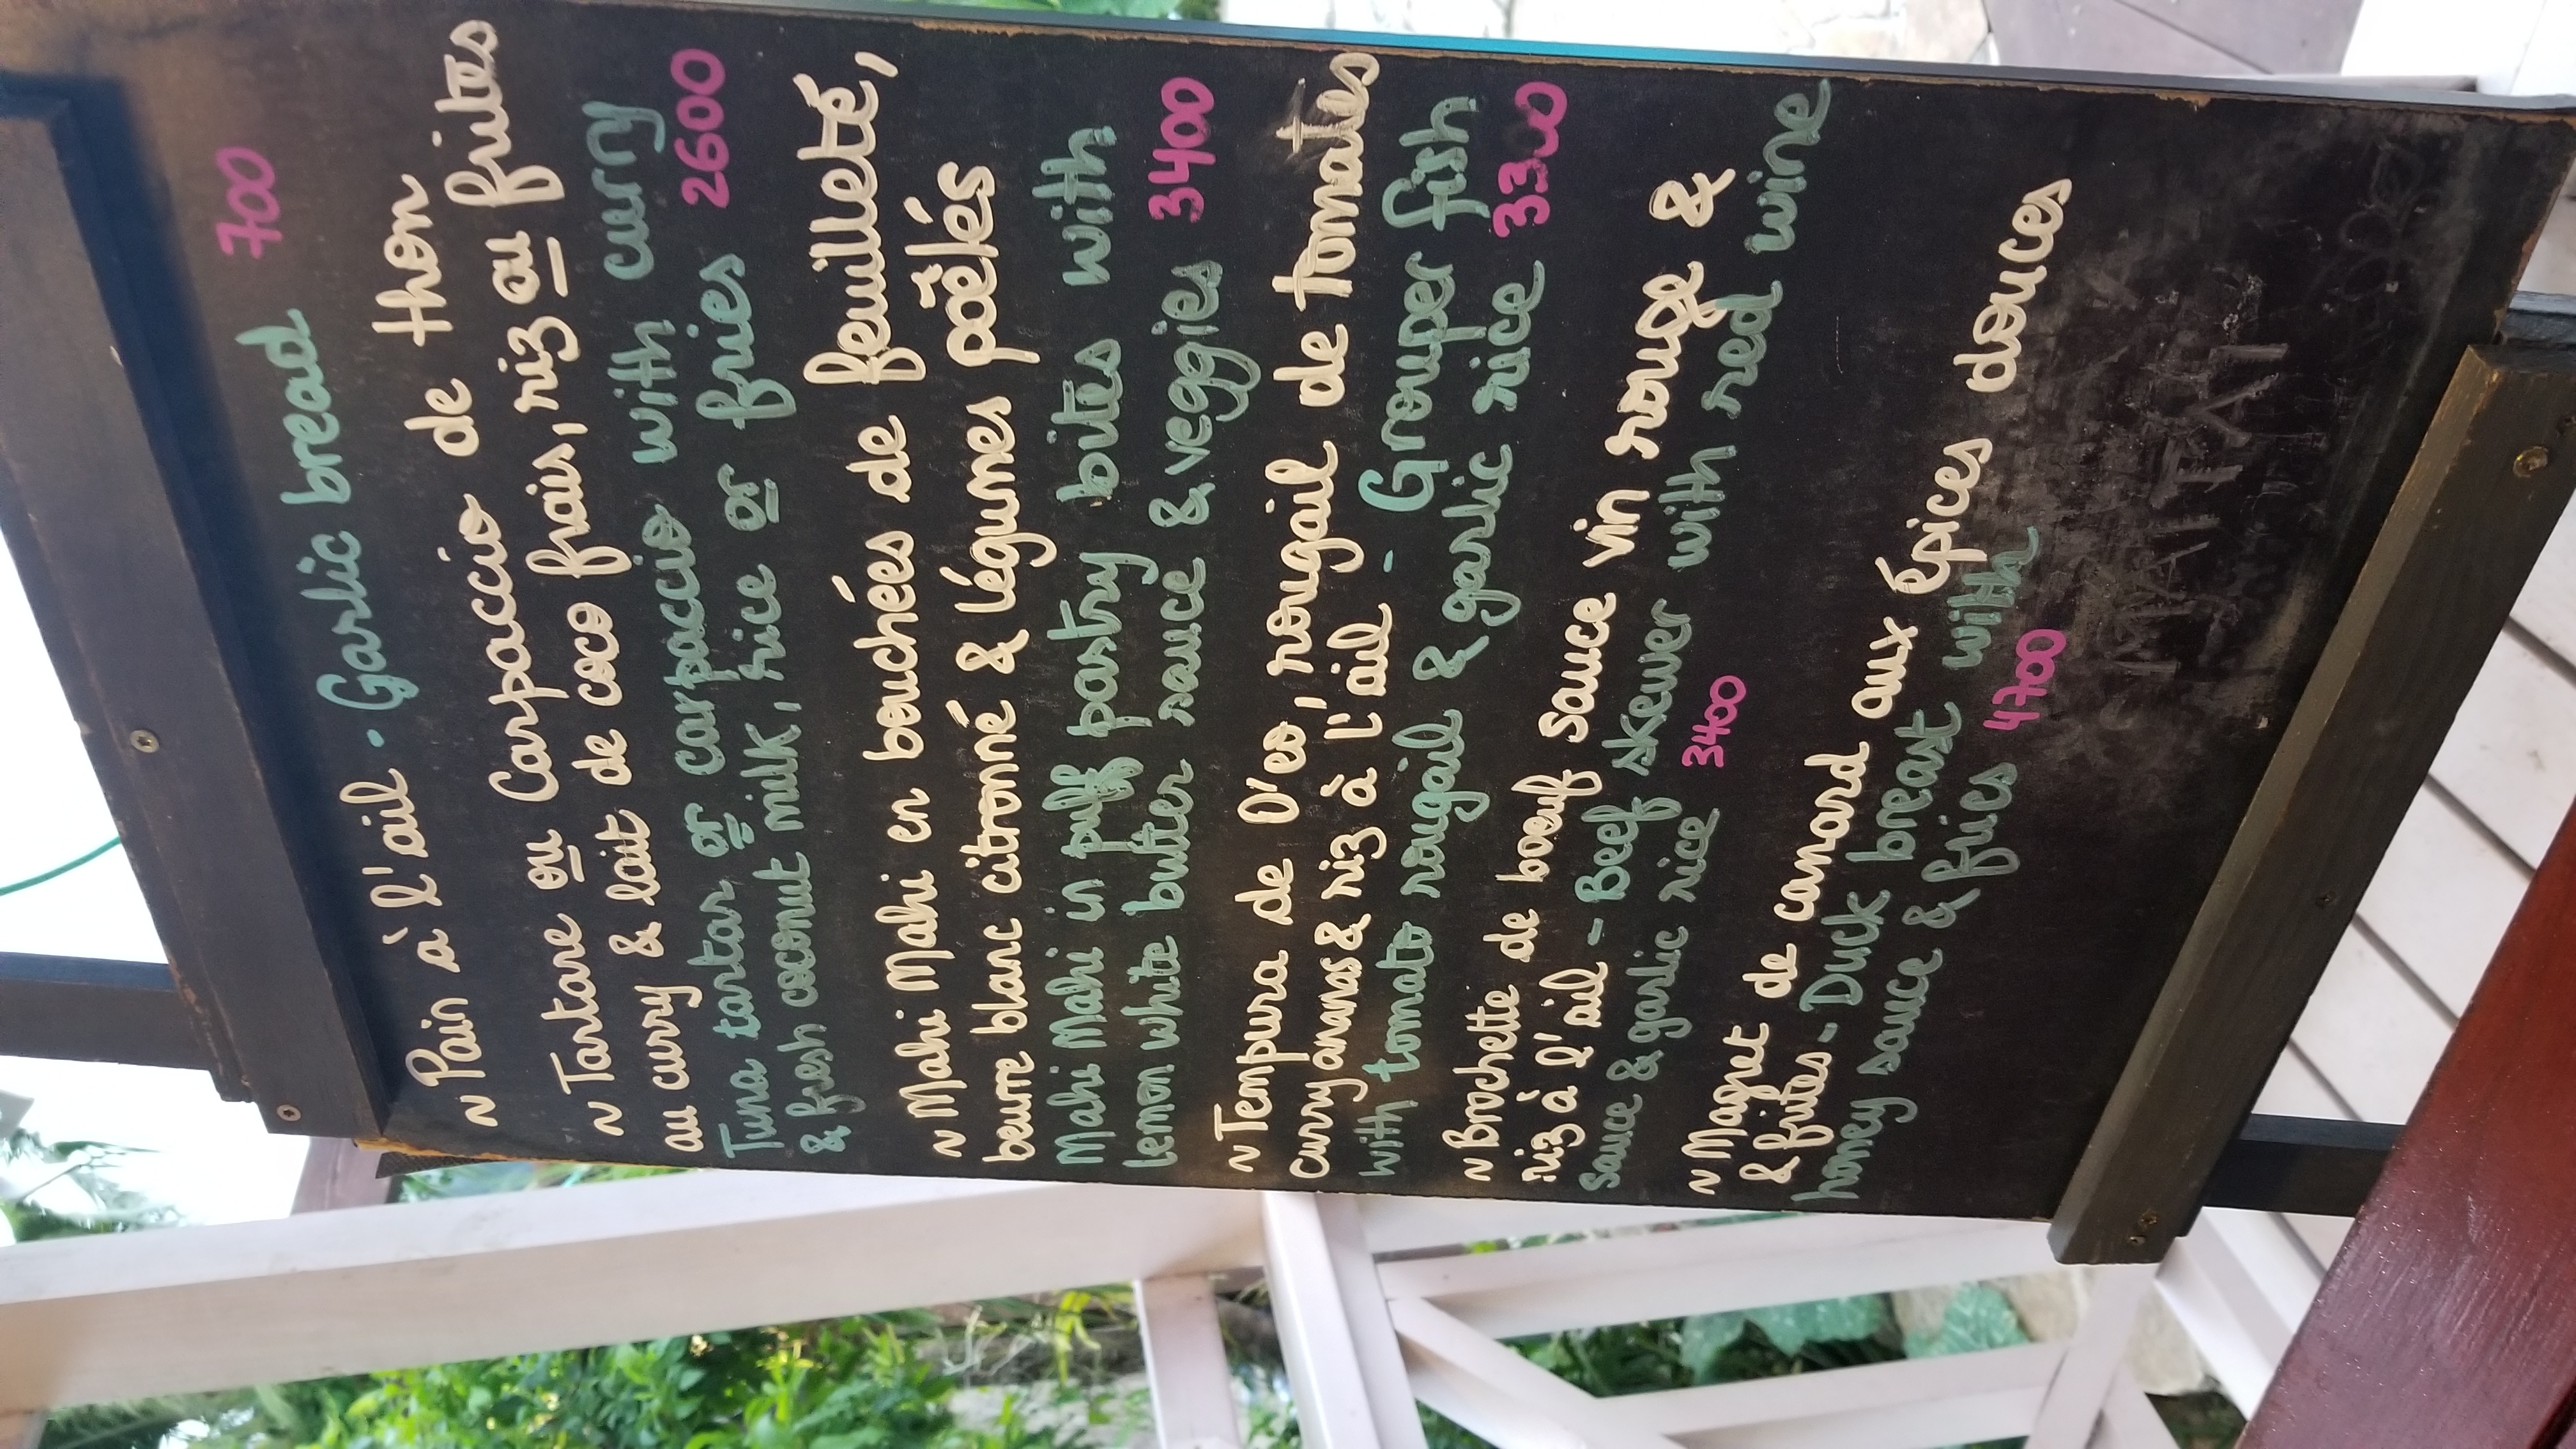 ~ Pain à l'ail - Garlic bread 700
~ Tartare ou Carpaccio de thon
au curry & lait de coco frais, riz ou frites
Tuna tartar or carpaccio with curry
& fresh coconut milk, rice or fries 2600
~ Mahi Mahi en bouchées de feuilleté,
beurre blanc citronné & légumes poêlés
Mahi Mahi in puff pastry bites with
lemon white butter sauce & veggies 3400
~ Tempura de O'eo, rougail de tomates
curry ananas & riz à l'ail - Grouper fish
with tomato rougail & garlic rice 3300
~ Brochette de boeuf sauce vin rouge &
riz à l'ail - Beef skewer with red wine
sauce & garlic rice 3400
~ Magret de canard aux épices douces
& frites - Duck breast with
honey sauce & fries 4700